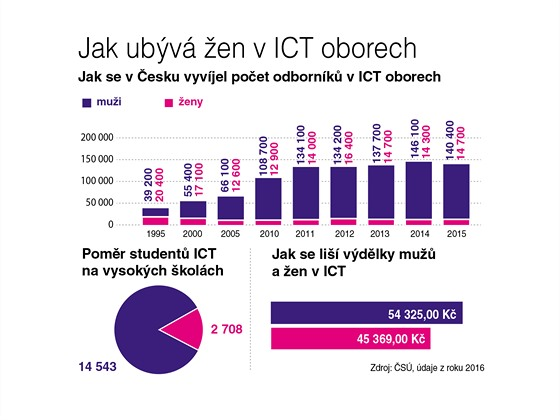 Jak ubývá žen v ICT oborech
Jak se v Česku vyvíjel počet odborníků v ICT oborech
muži ženy
200 000
150 000
100 000
50 000
0
39 200
20 400
55 400
17 100
66 100
12 600
108 700
12 900
134 100
14 000
134 200
16 400
137 700
14 700
146 100
14 300
140 400
14 700
1995 2000 2005 2010 2011 2012 2013 2014 2015
Poměr studentů ICT
na vysokých školách
2 708
14 543
Jak se liší výdělky mužů
a žen v ICT
54 325,00 Kč
45 369,00 Kč
Zdroj: ČSÚ, údaje z roku 2016